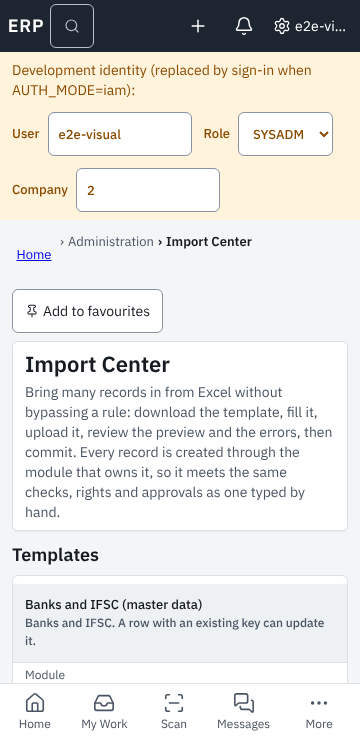 ERP
e2e-vi...
Development identity (replaced by sign-in when
AUTH_MODE=iam):
User e2e-visual Role SYSADM
Company 2
Home › Administration › Import Center
Add to favourites
Import Center
Bring many records in from Excel without
bypassing a rule: download the template, fill it,
upload it, review the preview and the errors, then
commit. Every record is created through the
module that owns it, so it meets the same
checks, rights and approvals as one typed by
hand.
Templates
Banks and IFSC (master data)
Banks and IFSC. A row with an existing key can update
it.
Module
Home My Work Scan Messages More